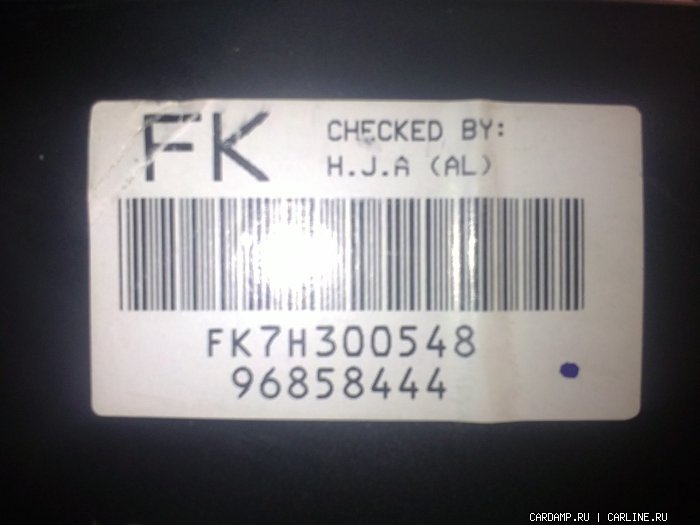 FK
CHECKED BY:
H.J.A (AL)
FK7H300548
96858444
CARDAMP.RU | CARLINE.RU